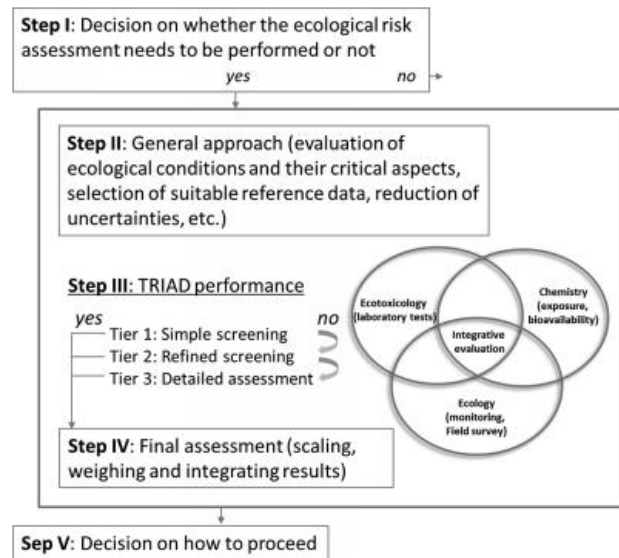 Step I: Decision on whether the ecological risk
assessment needs to be performed or not
yes no
Step II: General approach (evaluation of
ecological conditions and their critical aspects,
selection of suitable reference data, reduction of
uncertainties, etc.)
Step III: TRIAD performance
yes no
Tier 1: Simple screening
Tier 2: Refined screening
Tier 3: Detailed assessment
Ecotoxicology
(laboratory tests)
Chemistry
(exposure,
bioavailability)
Integrative
evaluation
Ecology
(monitoring,
Field survey)
Step IV: Final assessment (scaling,
weighing and integrating results)
Sep V: Decision on how to proceed